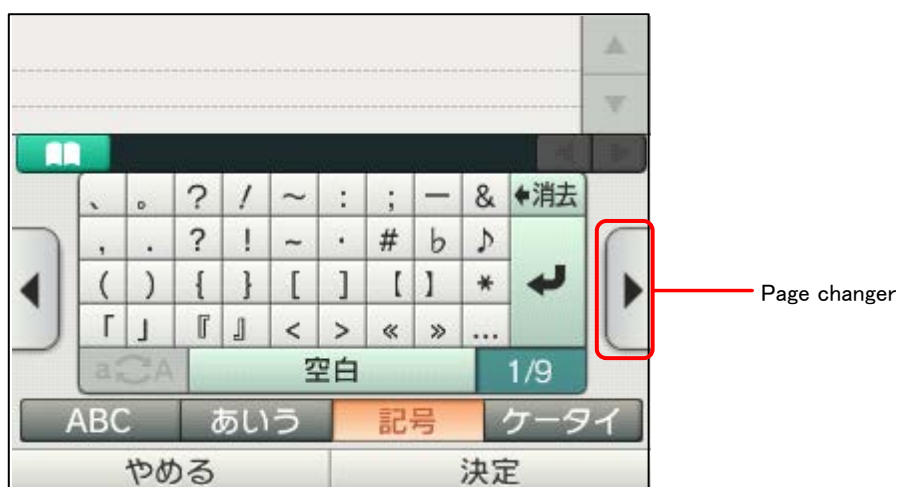 、 。 ? ! ～ : ; ー & ←消去
, . ? ! ~ · # ♭ ♪
( ) { } [ ] 【 】 *
「 」 『 』 < > « » ...
a A 空白 1/9
ABC あいう 記号 ケータイ
やめる 決定
Page changer